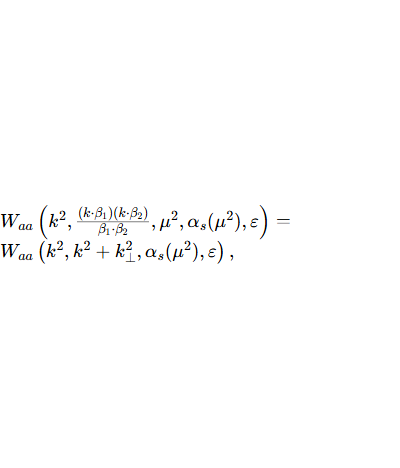 W_{aa} \left( k^2, \frac{(k \cdot \beta_1)(k \cdot \beta_2)}{\beta_1 \cdot \beta_2}, \mu^2, \alpha_s(\mu^2), \varepsilon \right) =
W_{aa} \left( k^2, k^2 + k_\perp^2, \alpha_s(\mu^2), \varepsilon \right) ,